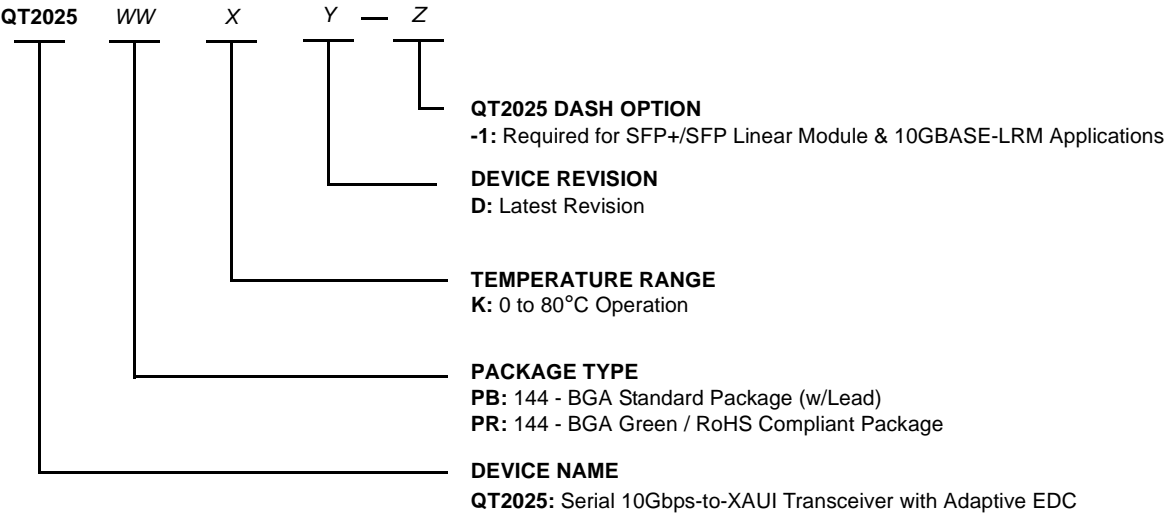 QT2025 WW X Y — Z
QT2025 DASH OPTION
-1: Required for SFP+/SFP Linear Module & 10GBASE-LRM Applications
DEVICE REVISION
D: Latest Revision
TEMPERATURE RANGE
K: 0 to 80°C Operation
PACKAGE TYPE
PB: 144 - BGA Standard Package (w/Lead)
PR: 144 - BGA Green / RoHS Compliant Package
DEVICE NAME
QT2025: Serial 10Gbps-to-XAUI Transceiver with Adaptive EDC